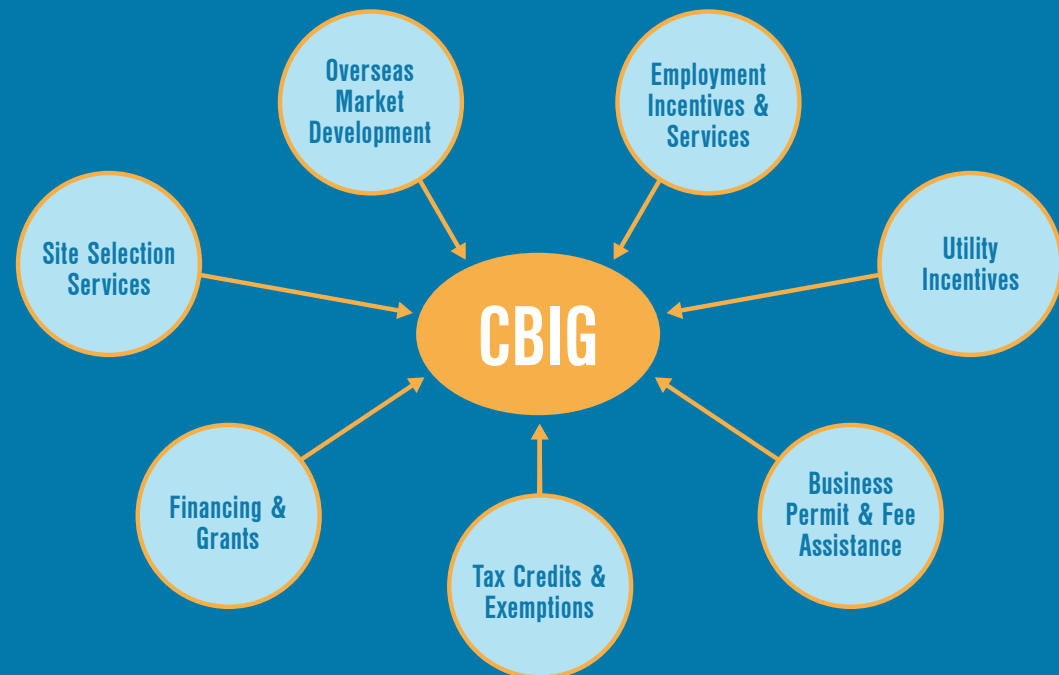 Overseas
Market
Development
Employment
Incentives &
Services
Site Selection
Services
Utility
Incentives
CBIG
Financing &
Grants
Tax Credits &
Exemptions
Business
Permit & Fee
Assistance